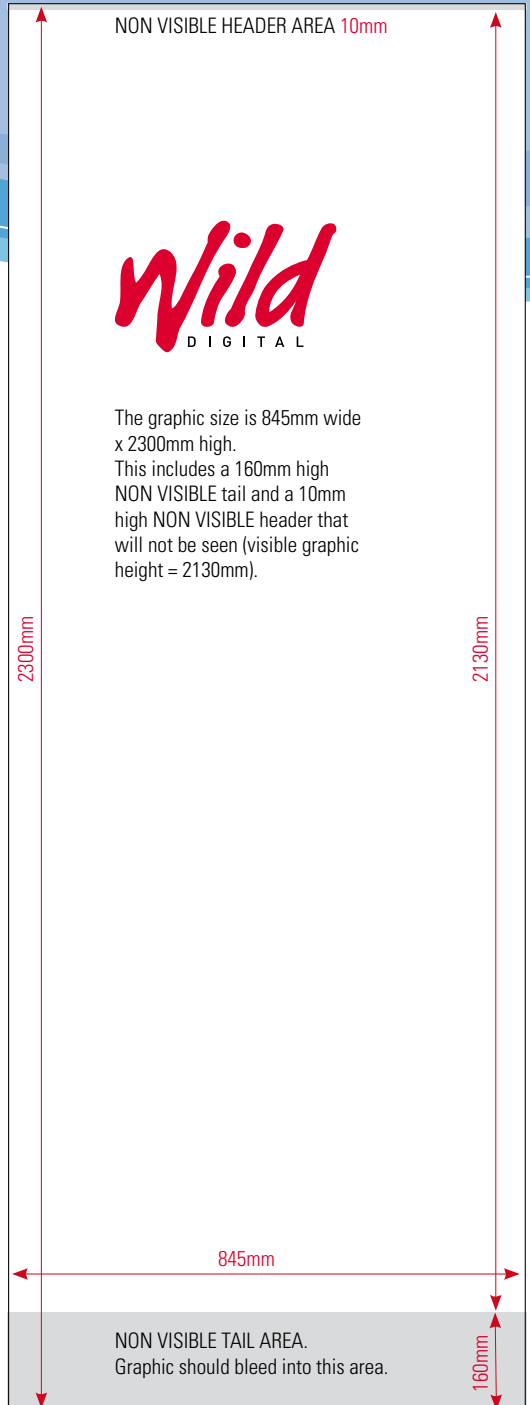 NON VISIBLE HEADER AREA 10mm
Wild
DIGITAL
The graphic size is 845mm wide
x 2300mm high.
This includes a 160mm high
NON VISIBLE tail and a 10mm
high NON VISIBLE header that
will not be seen (visible graphic
height = 2130mm).
2300mm
2130mm
845mm
NON VISIBLE TAIL AREA.
Graphic should bleed into this area.
160mm